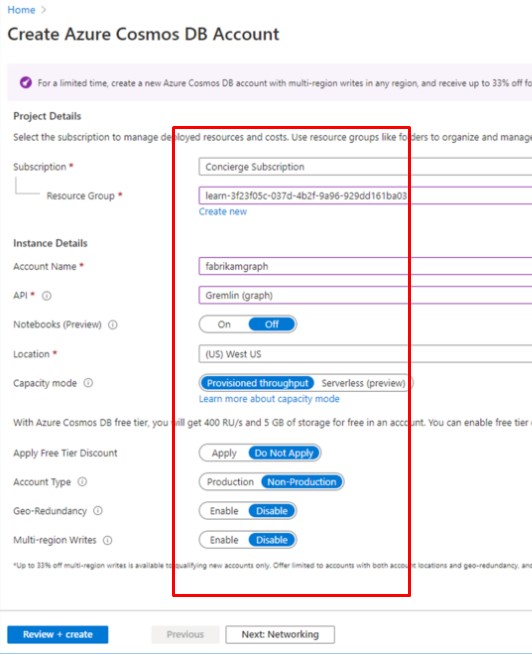 Home >
Create Azure Cosmos DB Account
For a limited time, create a new Azure Cosmos DB account with multi-region writes in any region, and receive up to 33% off fo
Project Details
Select the subscription to manage deployed resources and costs. Use resource groups like folders to organize and manage
Subscription * Concierge Subscription
Resource Group * learn-3f23f05c-037d-4b2f-9a96-929dd161ba03
Create new
Instance Details
Account Name * fabrikamgraph
API * Gremlin (graph)
Notebooks (Preview) On Off
Location * (US) West US
Capacity mode Provisioned throughput Serverless (preview)
Learn more about capacity mode
With Azure Cosmos DB free tier, you will get 400 RU/s and 5 GB of storage for free in an account. You can enable free tier
Apply Free Tier Discount Apply Do Not Apply
Account Type Production Non-Production
Geo-Redundancy Enable Disable
Multi-region Writes Enable Disable
*Up to 33% off multi-region writes is available to qualifying new accounts only. Offer limited to accounts with both account locations and geo-redundancy, and
Review + create Previous Next: Networking